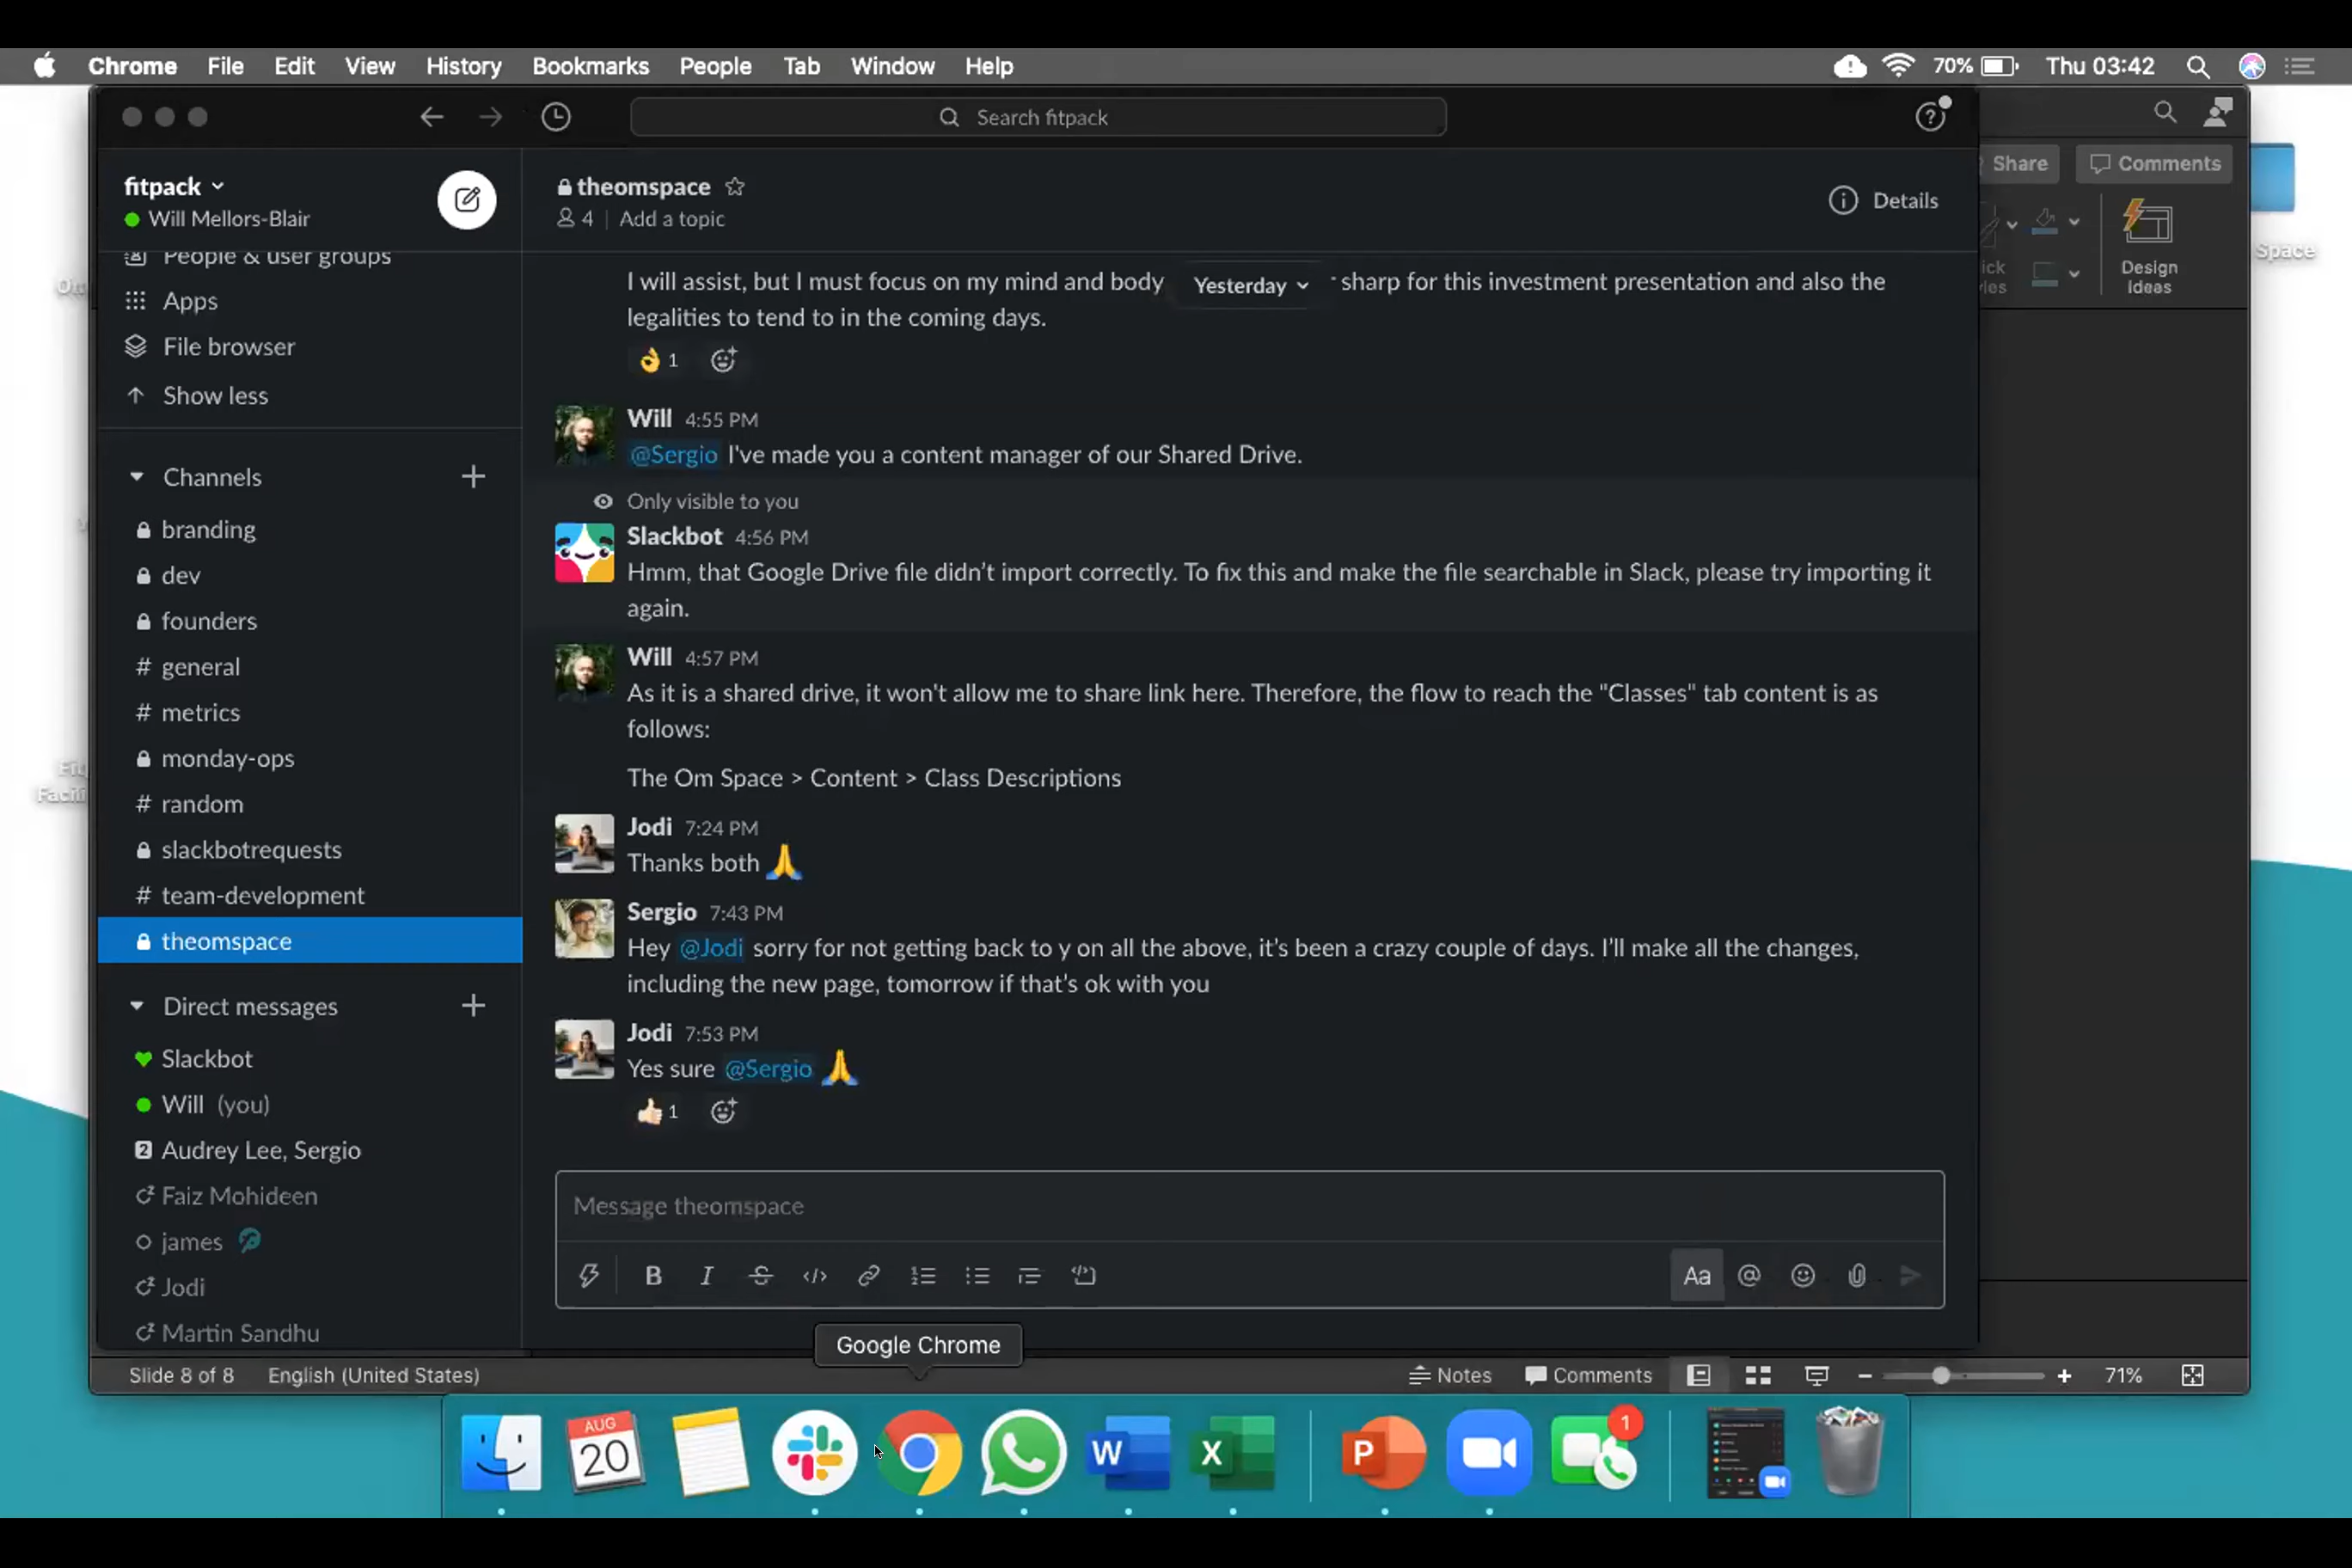 Chrome File Edit View History Bookmarks People Tab Window Help 70% Thu 03:42
Search fitpack
Share Comments
fitpack
Will Mellors-Blair
theomspace
4 | Add a topic
Details
Design
Ideas
Space
People & user groups
Apps
File browser
Show less
Channels
branding
dev
founders
# general
# metrics
monday-ops
# random
slackbotrequests
# team-development
theomspace
Direct messages
Slackbot
Will (you)
2 Audrey Lee, Sergio
Faiz Mohideen
james
Jodi
Martin Sandhu
Yesterday
I will assist, but I must focus on my mind and body sharp for this investment presentation and also the
legalities to tend to in the coming days.
1
Will 4:55 PM
@Sergio I've made you a content manager of our Shared Drive.
Only visible to you
Slackbot 4:56 PM
Hmm, that Google Drive file didn’t import correctly. To fix this and make the file searchable in Slack, please try importing it
again.
Will 4:57 PM
As it is a shared drive, it won't allow me to share link here. Therefore, the flow to reach the "Classes" tab content is as
follows:
The Om Space > Content > Class Descriptions
Jodi 7:24 PM
Thanks both
Sergio 7:43 PM
Hey @Jodi sorry for not getting back to y on all the above, it’s been a crazy couple of days. I’ll make all the changes,
including the new page, tomorrow if that’s ok with you
Jodi 7:53 PM
Yes sure @Sergio
1
Message theomspace
B I S </> Aa @
Google Chrome
Slide 8 of 8 English (United States) Notes Comments 71%
AUG
20
W
X
P
1